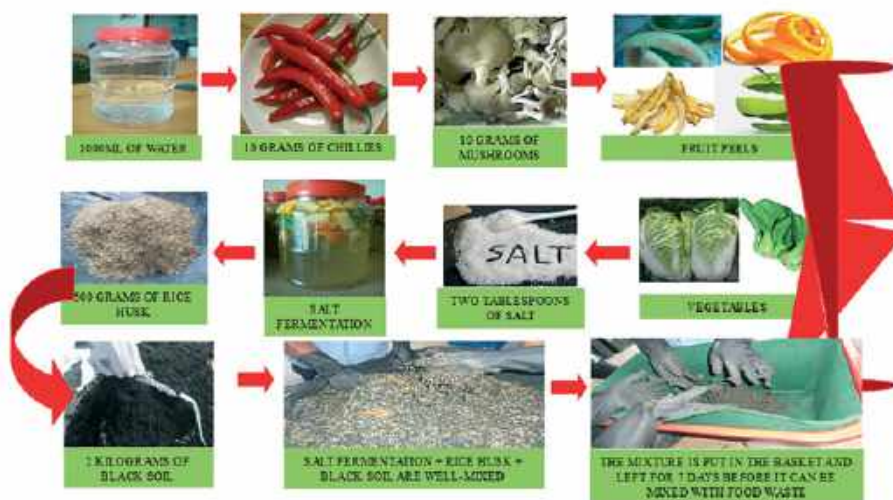 1000ML OF WATER
10 GRAMS OF CHILLIES
10 GRAMS OF
MUSHROOMS
FRUIT PEELS
VEGETABLES
SALT
TWO TABLESPOONS
OF SALT
SALT
FERMENTATION
500 GRAMS OF RICE
HUSK
2 KILOGRAMS OF
BLACK SOIL
SALT FERMENTATION + RICE HUSK +
BLACK SOIL ARE WELL-MIXED
THE MIXTURE IS PUT IN THE BASKET AND
LEFT FOR 7 DAYS BEFORE IT CAN BE
MIXED WITH FOOD WASTE